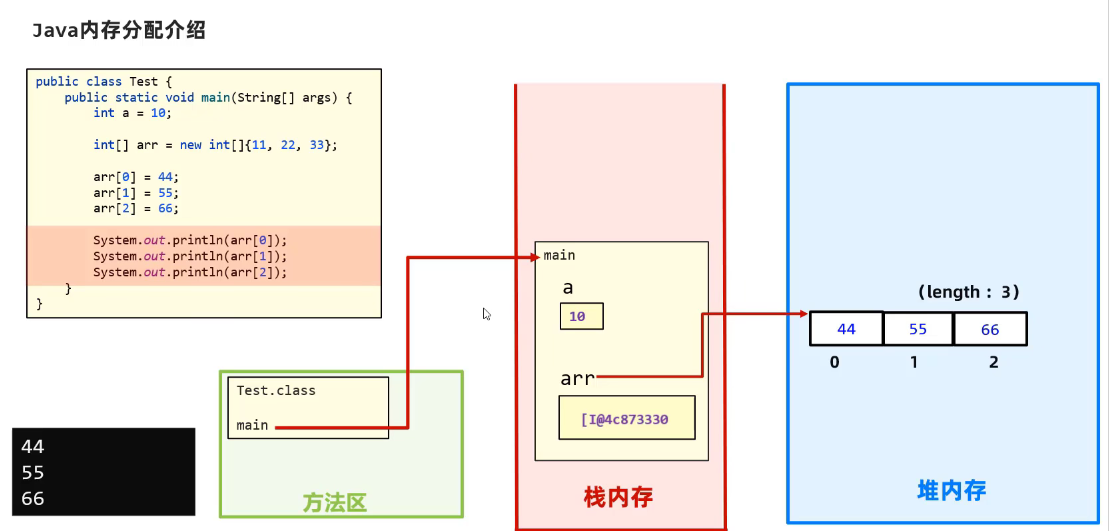 Java内存分配介绍
public class Test {
    public static void main(String[] args) {
        int a = 10;
        int[] arr = new int[]{11, 22, 33};
        arr[0] = 44;
        arr[1] = 55;
        arr[2] = 66;
        System.out.println(arr[0]);
        System.out.println(arr[1]);
        System.out.println(arr[2]);
    }
}
44
55
66
Test.class
main
方法区
main
a
10
arr
[I@4c873330
栈内存
(length : 3)
44 55 66
0 1 2
堆内存